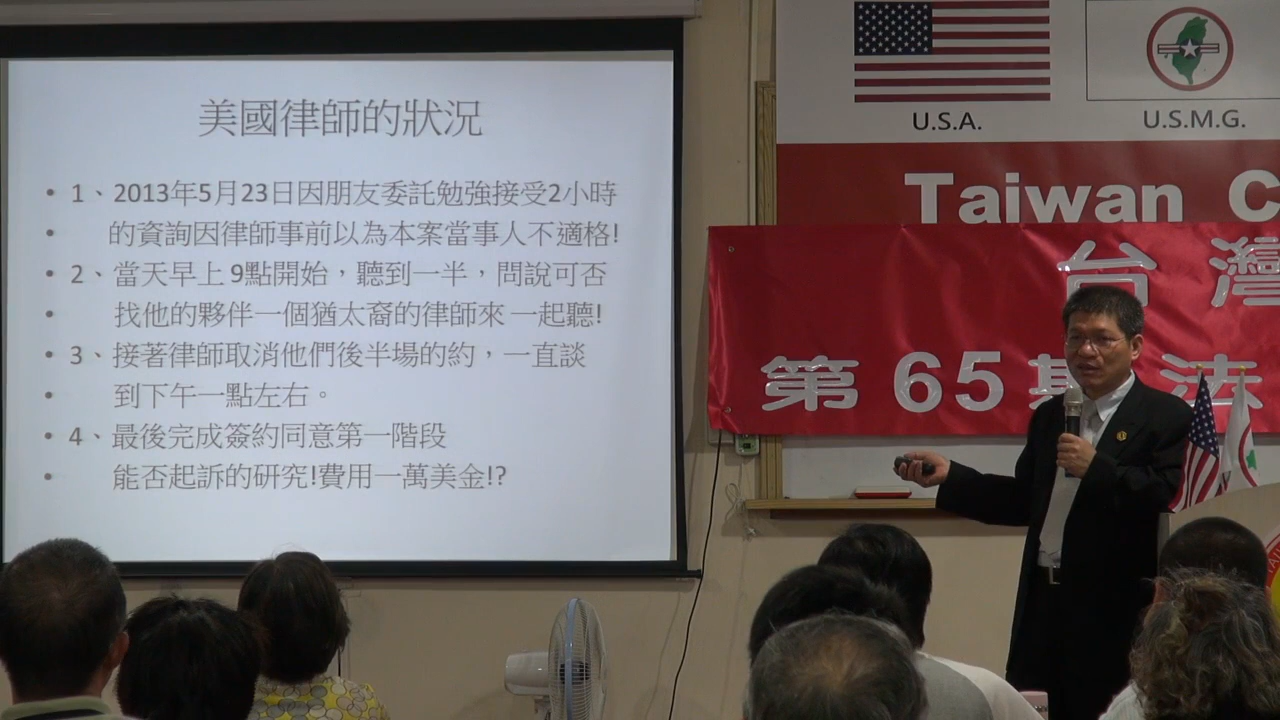 美國律師的狀況
• 1、2013年5月23日因朋友委託勉強接受2小時
• 的資詢因律師事前以為本案當事人不適格!
• 2、當天早上 9點開始，聽到一半，問說可否
• 找他的夥伴一個猶太裔的律師來 一起聽!
• 3、接著律師取消他們後半場的約，一直談
• 到下午一點左右。
• 4、最後完成簽約同意第一階段
• 能否起訴的研究!費用一萬美金!?
U.S.A.
U.S.M.G.
Taiwan C
台灣
第65期法